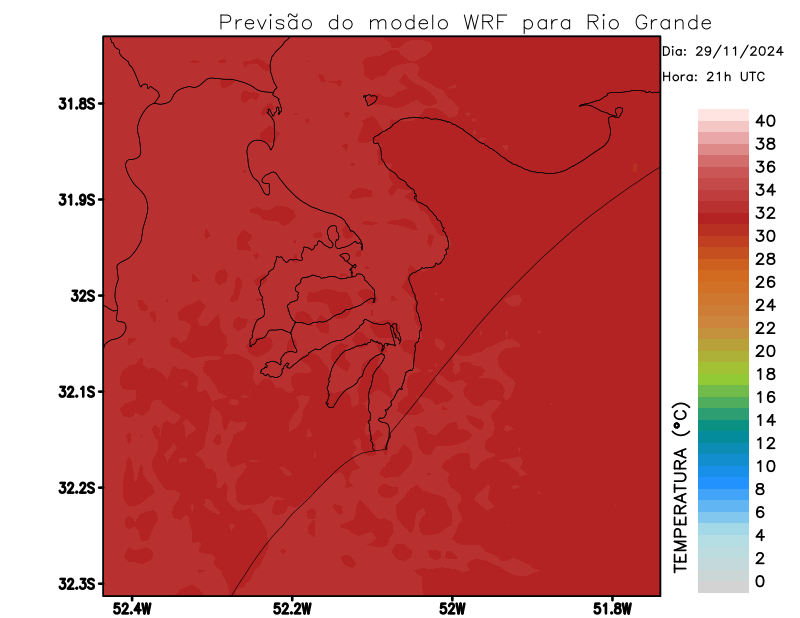 Previsão do modelo WRF para Rio Grande
Dia: 29/11/2024
Hora: 21h UTC
31.8S
31.9S
32S
32.1S
32.2S
32.3S
52.4W
52.2W
52W
51.8W
TEMPERATURA (°C)
40
38
36
34
32
30
28
26
24
22
20
18
16
14
12
10
8
6
4
2
0